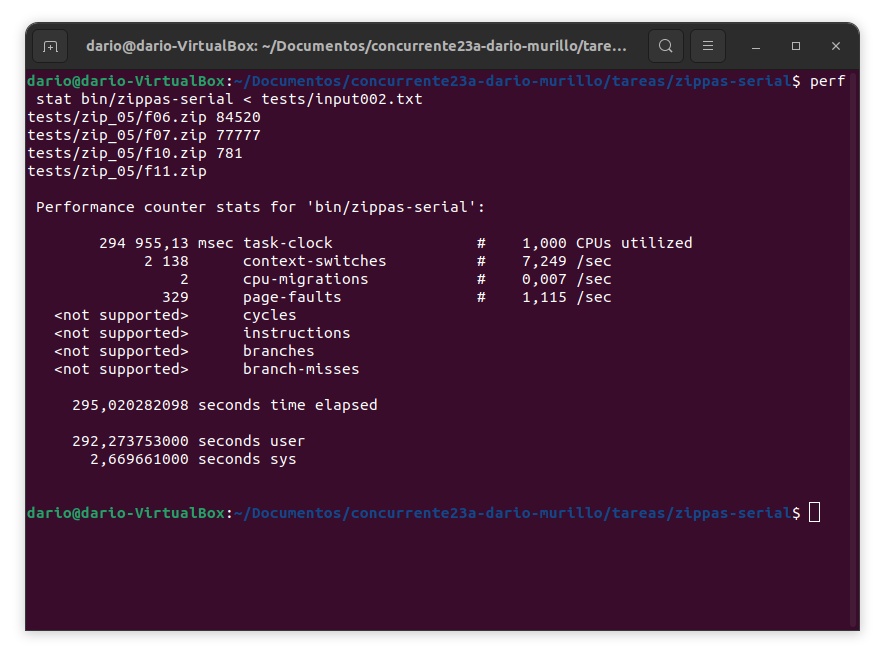 dario@dario-VirtualBox: ~/Documentos/concurrente23a-dario-murillo/tare...
dario@dario-VirtualBox:~/Documentos/concurrente23a-dario-murillo/tareas/zippas-serial$ perf
 stat bin/zippas-serial < tests/input002.txt
tests/zip_05/f06.zip 84520
tests/zip_05/f07.zip 77777
tests/zip_05/f10.zip 781
tests/zip_05/f11.zip
 Performance counter stats for 'bin/zippas-serial':
        294 955,13 msec task-clock                #    1,000 CPUs utilized
             2 138      context-switches          #    7,249 /sec
                 2      cpu-migrations            #    0,007 /sec
               329      page-faults               #    1,115 /sec
   <not supported>      cycles
   <not supported>      instructions
   <not supported>      branches
   <not supported>      branch-misses
     295,020282098 seconds time elapsed
     292,273753000 seconds user
       2,669661000 seconds sys
dario@dario-VirtualBox:~/Documentos/concurrente23a-dario-murillo/tareas/zippas-serial$